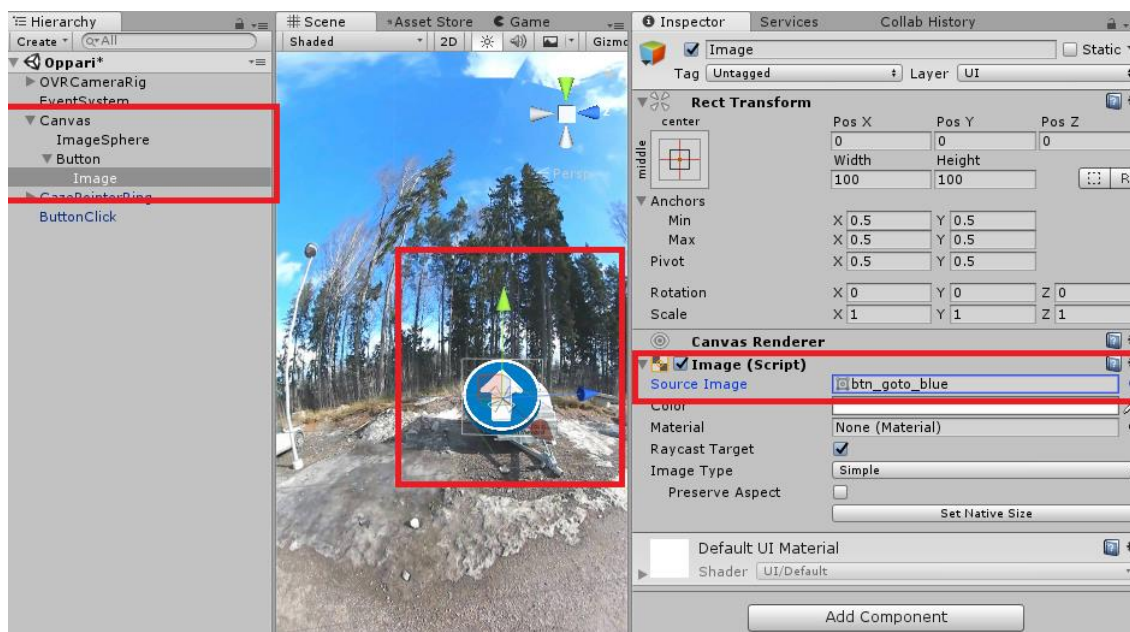 Hierarchy
Create
All
Oppari*
OVRCameraRig
EventSystem
Canvas
ImageSphere
Button
Image
GazePointerRing
ButtonClick
Scene
*Asset Store
Game
Shaded
2D
Gizmo
z
Persp
Inspector
Services
Collab History
Image
Static
Tag Untagged
Layer UI
Rect Transform
center
middle
Pos X Pos Y Pos Z
0 0 0
Width Height
100 100
R
Anchors
Min X 0.5 Y 0.5
Max X 0.5 Y 0.5
Pivot X 0.5 Y 0.5
Rotation X 0 Y 0 Z 0
Scale X 1 Y 1 Z 1
Canvas Renderer
Image (Script)
Source Image btn_goto_blue
Color
Material None (Material)
Raycast Target
Image Type Simple
Preserve Aspect
Set Native Size
Default UI Material
Shader UI/Default
Add Component